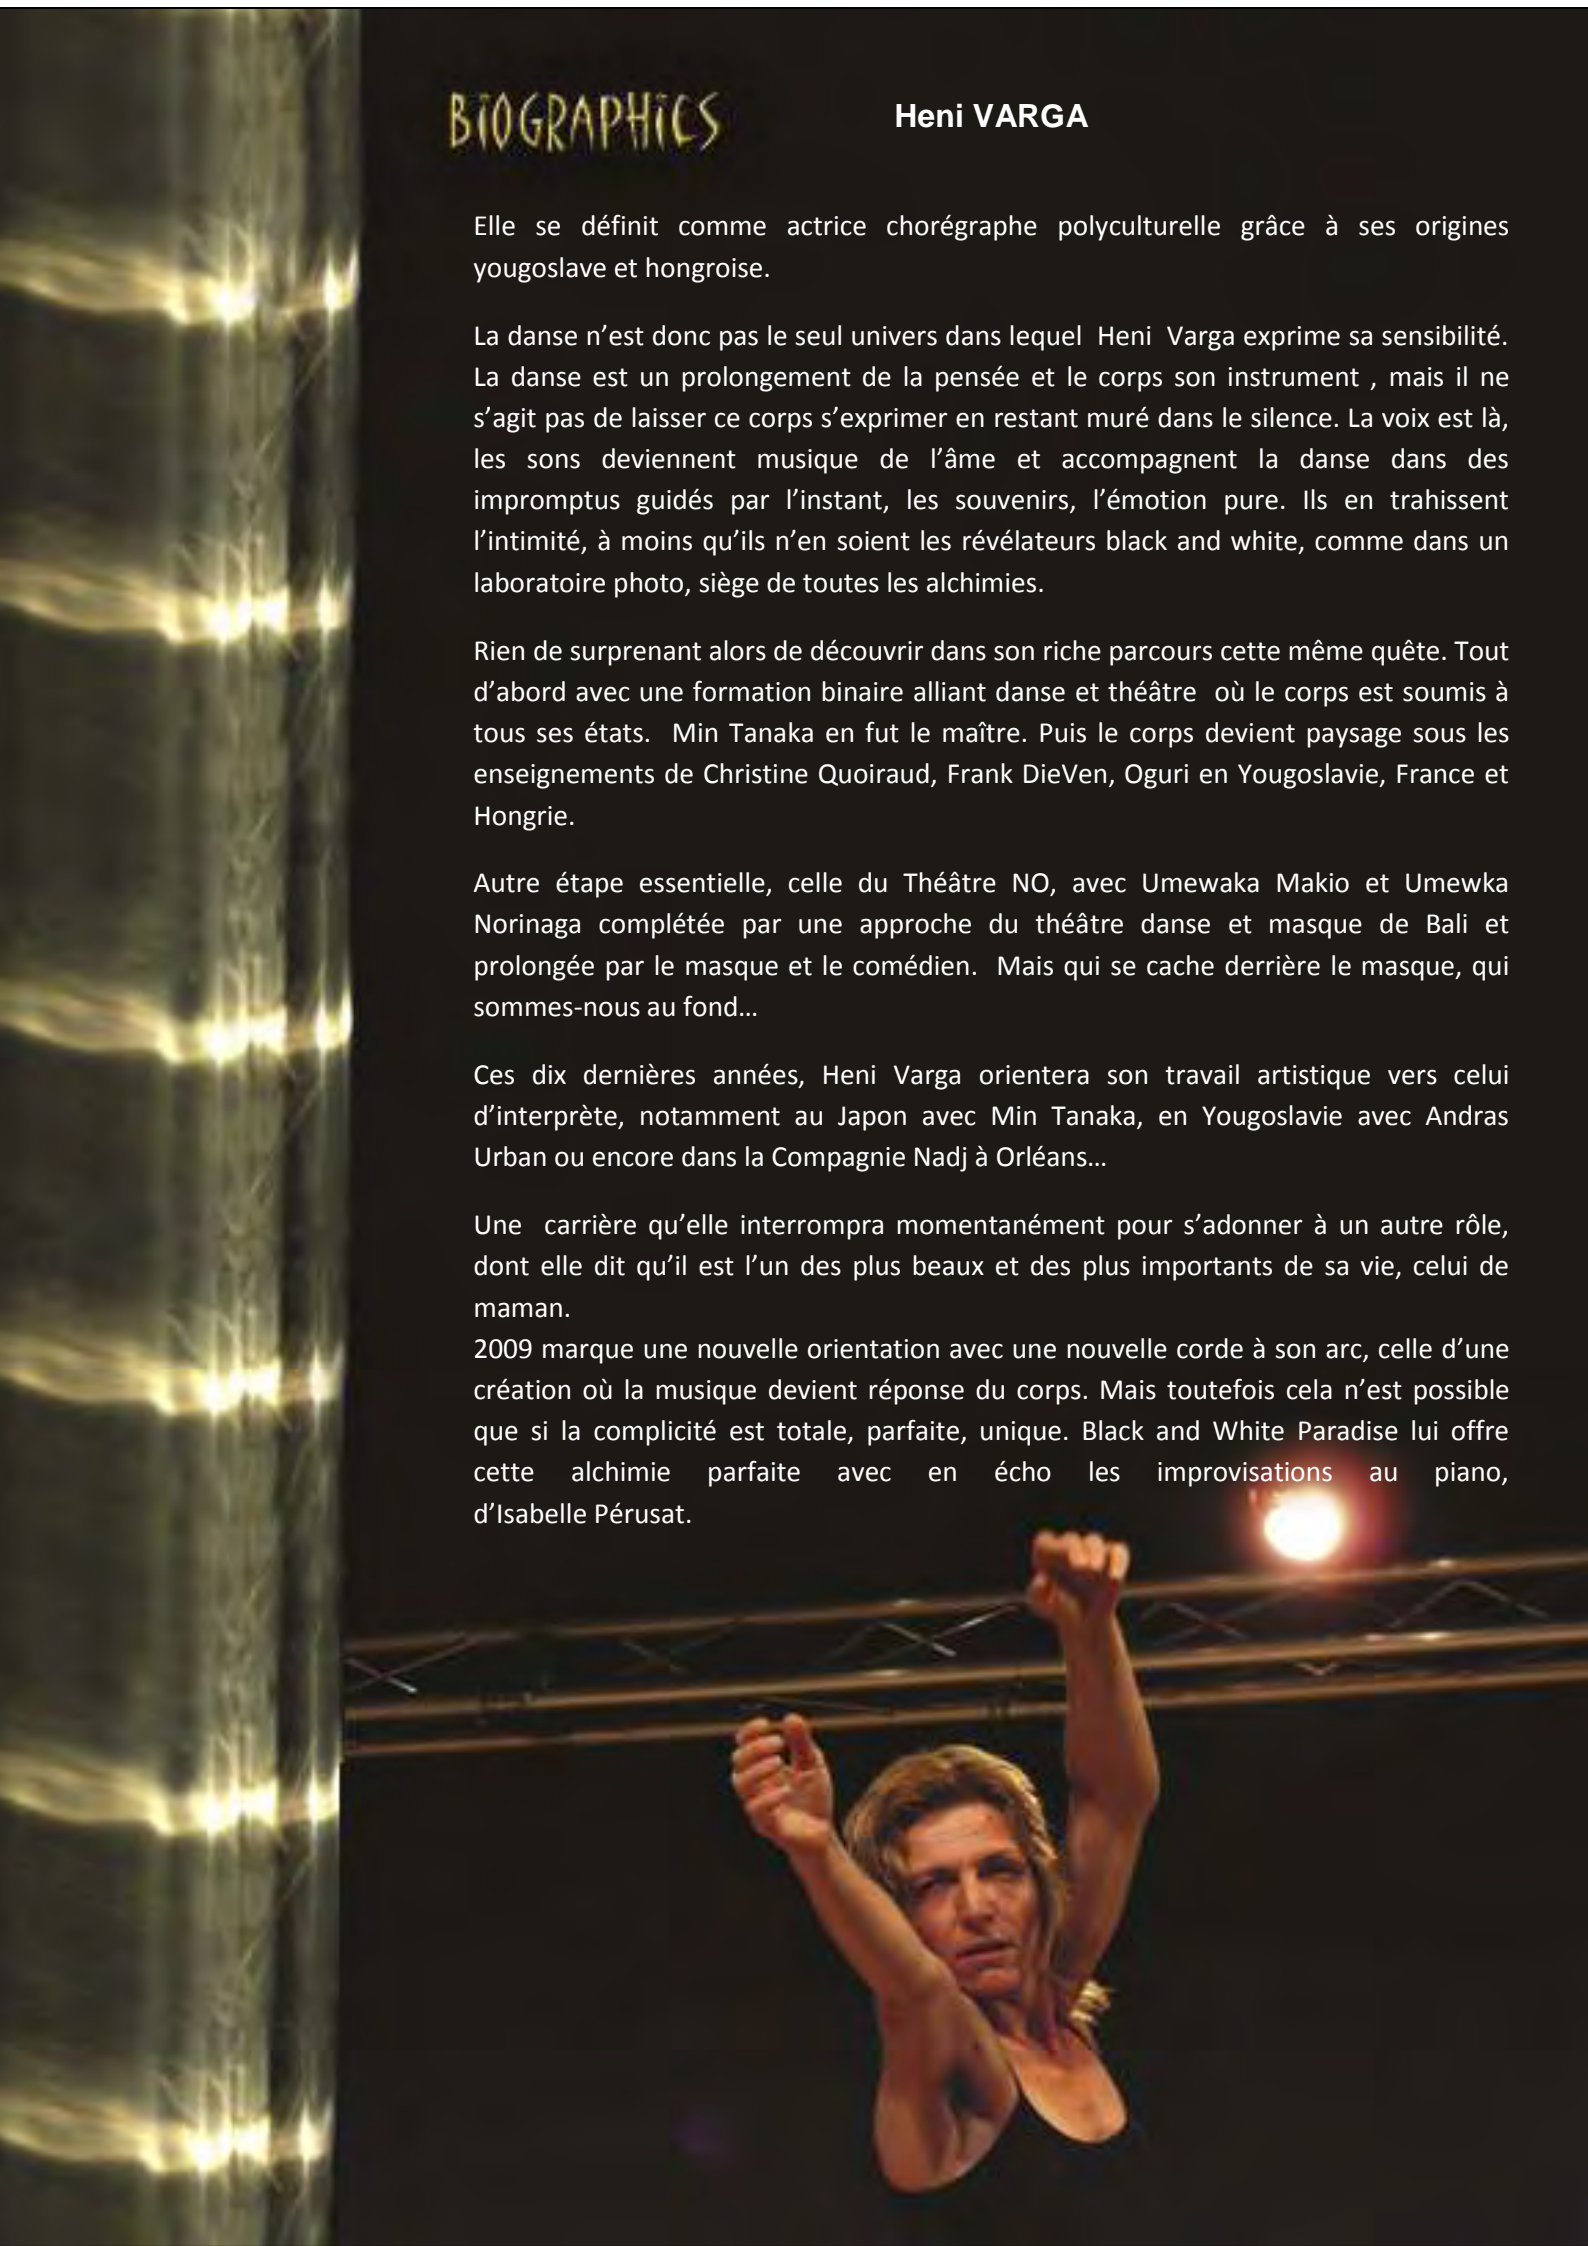 BIOGRAPHICS
Heni VARGA
Elle se définit comme actrice chorégraphe polyculturelle grâce à ses origines
yougoslave et hongroise.
La danse n’est donc pas le seul univers dans lequel Heni Varga exprime sa sensibilité.
La danse est un prolongement de la pensée et le corps son instrument , mais il ne
s’agit pas de laisser ce corps s’exprimer en restant muré dans le silence. La voix est là,
les sons deviennent musique de l’âme et accompagnent la danse dans des
impromptus guidés par l’instant, les souvenirs, l’émotion pure. Ils en trahissent
l’intimité, à moins qu’ils n’en soient les révélateurs black and white, comme dans un
laboratoire photo, siège de toutes les alchimies.
Rien de surprenant alors de découvrir dans son riche parcours cette même quête. Tout
d’abord avec une formation binaire alliant danse et théâtre où le corps est soumis à
tous ses états. Min Tanaka en fut le maître. Puis le corps devient paysage sous les
enseignements de Christine Quoiraud, Frank DieVen, Oguri en Yougoslavie, France et
Hongrie.
Autre étape essentielle, celle du Théâtre NO, avec Umewaka Makio et Umewka
Norinaga complétée par une approche du théâtre danse et masque de Bali et
prolongée par le masque et le comédien. Mais qui se cache derrière le masque, qui
sommes-nous au fond…
Ces dix dernières années, Heni Varga orientera son travail artistique vers celui
d’interprète, notamment au Japon avec Min Tanaka, en Yougoslavie avec Andras
Urban ou encore dans la Compagnie Nadj à Orléans…
Une carrière qu’elle interrompra momentanément pour s’adonner à un autre rôle,
dont elle dit qu’il est l’un des plus beaux et des plus importants de sa vie, celui de
maman.
2009 marque une nouvelle orientation avec une nouvelle corde à son arc, celle d’une
création où la musique devient réponse du corps. Mais toutefois cela n’est possible
que si la complicité est totale, parfaite, unique. Black and White Paradise lui offre
cette alchimie parfaite avec en écho les improvisations au piano,
d’Isabelle Pérusat.